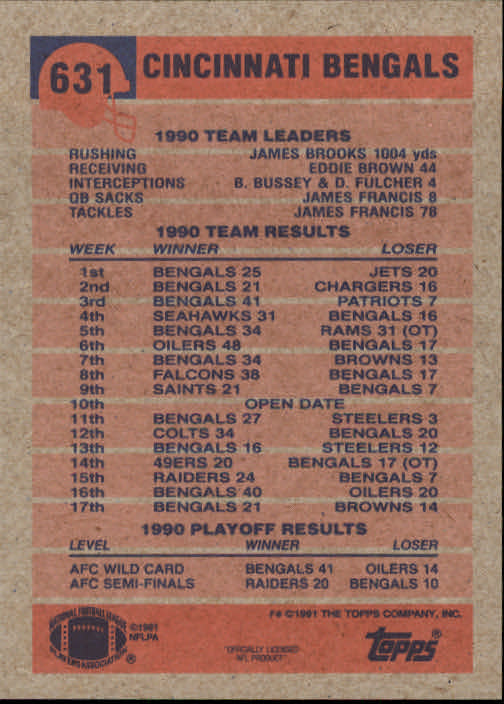 631 CINCINNATI BENGALS
1990 TEAM LEADERS
RUSHING JAMES BROOKS 1004 yds
RECEIVING EDDIE BROWN 44
INTERCEPTIONS B. BUSSEY & D. FULCHER 4
QB SACKS JAMES FRANCIS 8
TACKLES JAMES FRANCIS 78
1990 TEAM RESULTS
WEEK WINNER LOSER
1st BENGALS 25 JETS 20
2nd BENGALS 21 CHARGERS 16
3rd BENGALS 41 PATRIOTS 7
4th SEAHAWKS 31 BENGALS 16
5th BENGALS 34 RAMS 31 (OT)
6th OILERS 48 BENGALS 17
7th BENGALS 34 BROWNS 13
8th FALCONS 38 BENGALS 17
9th SAINTS 21 BENGALS 7
10th OPEN DATE
11th BENGALS 27 STEELERS 3
12th COLTS 34 BENGALS 20
13th BENGALS 16 STEELERS 12
14th 49ERS 20 BENGALS 17 (OT)
15th RAIDERS 24 BENGALS 7
16th BENGALS 40 OILERS 20
17th BENGALS 21 BROWNS 14
1990 PLAYOFF RESULTS
LEVEL WINNER LOSER
AFC WILD CARD BENGALS 41 OILERS 14
AFC SEMI-FINALS RAIDERS 20 BENGALS 10
F* ©1991 THE TOPPS COMPANY, INC.
NATIONAL FOOTBALL LEAGUE
PLAYERS ASSOCIATION ®
©1991
NFLPA
"OFFICIALLY LICENSED
NFL PRODUCT"
topps®